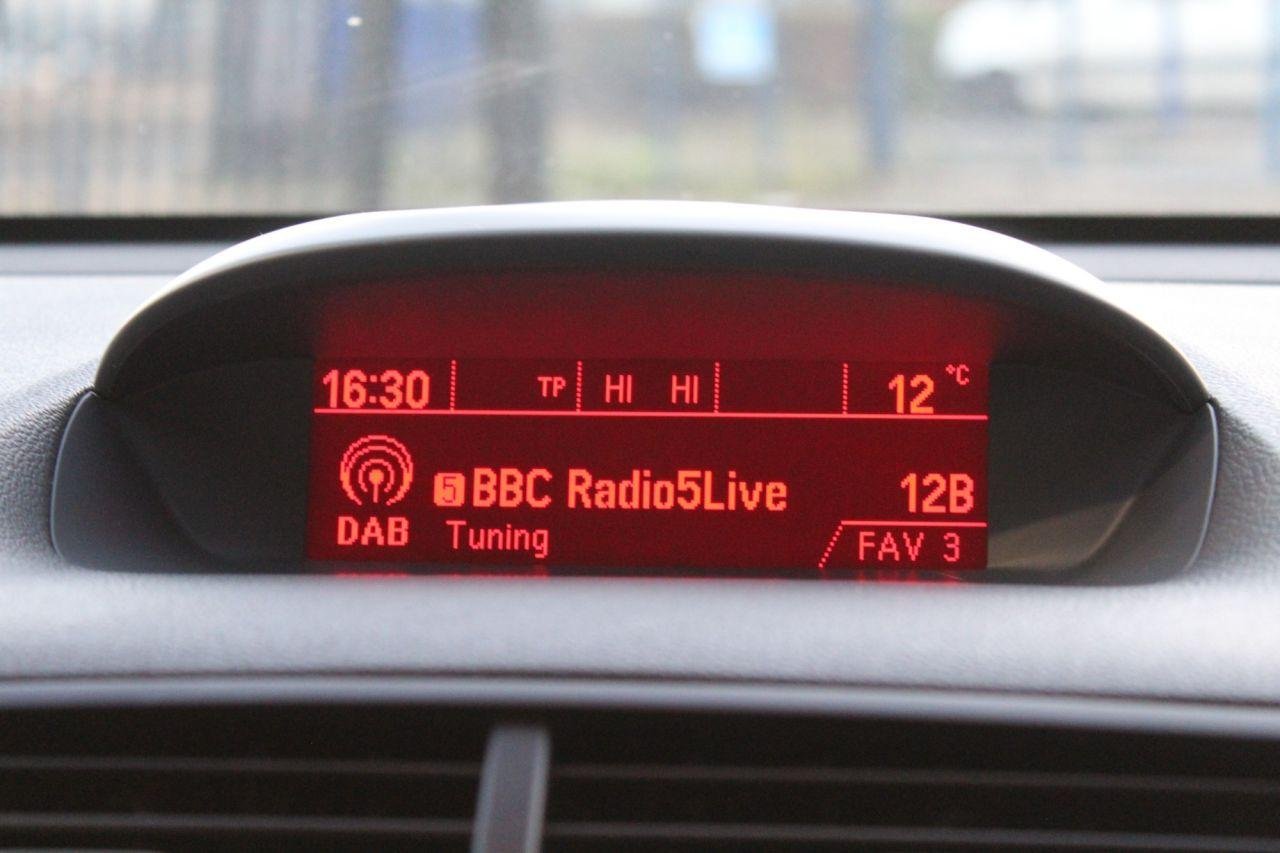 16:30 TP HI HI 12 °C
5 BBC Radio5Live 12B
DAB Tuning FAV 3